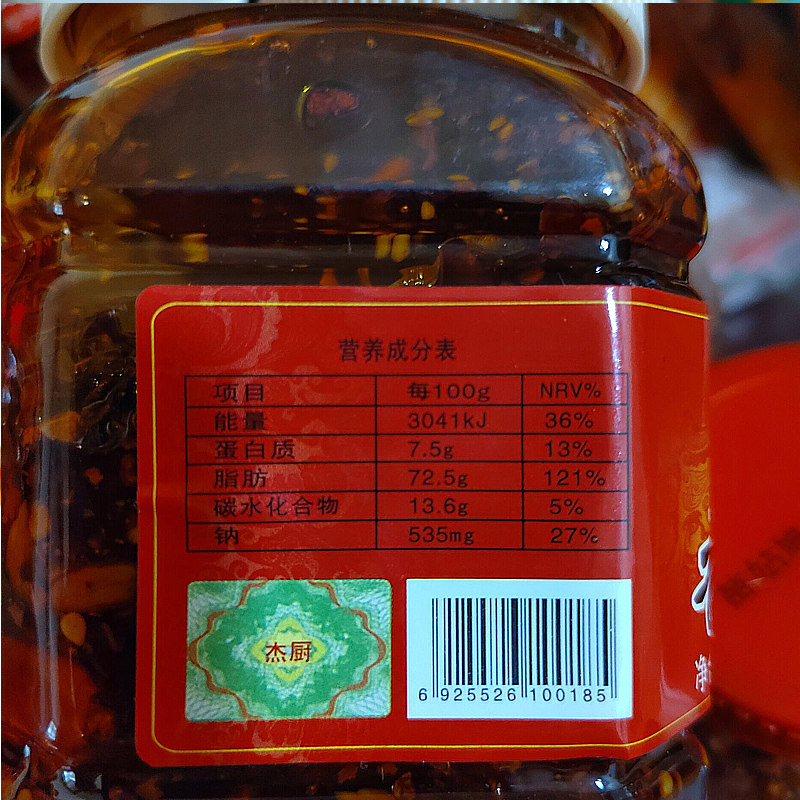 营养成分表
项目 每100g NRV%
能量 3041kJ 36%
蛋白质 7.5g 13%
脂肪 72.5g 121%
碳水化合物 13.6g 5%
钠 535mg 27%
杰厨
6 925526 100185
净